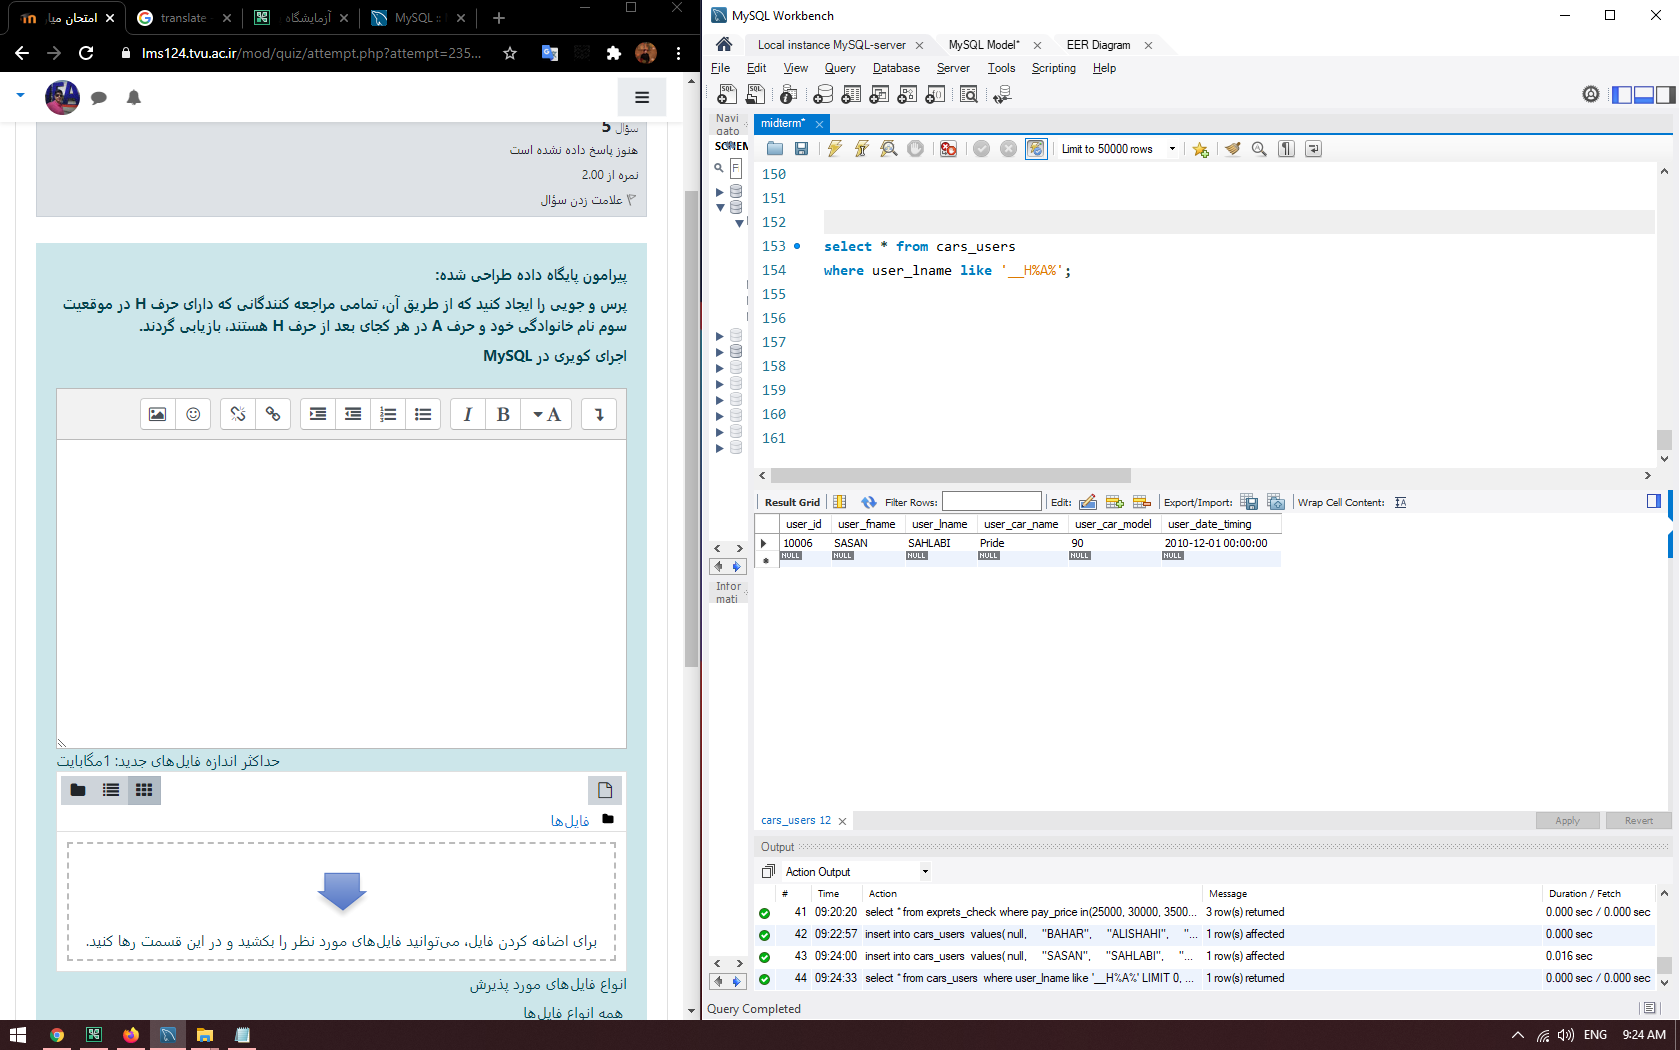 امتحان میا
translate
آزمایشگاه
MySQL ::
lms124.tvu.ac.ir/mod/quiz/attempt.php?attempt=235...
سؤال 5
هنوز پاسخ داده نشده است
نمره از 2.00
علامت زدن سؤال
پیرامون پایگاه داده طراحی شده:
پرس و جویی را ایجاد کنید که از طریق آن، تمامی مراجعه کنندگانی که دارای حرف H در موقعیت
سوم نام خانوادگی خود و حرف A در هر کجای بعد از حرف H هستند، بازیابی گردند.
اجرای کویری در MySQL
I B A
حداکثر اندازه فایل‌های جدید: 1مگابایت
فایل‌ها
برای اضافه کردن فایل، می‌توانید فایل‌های مورد نظر را بکشید و در این قسمت رها کنید.
انواع فایل‌های مورد پذیرش
همه انواع فایل‌ها
MySQL Workbench
Local instance MySQL-server
MySQL Model*
EER Diagram
File Edit View Query Database Server Tools Scripting Help
Navi
gato
SCHEM
F
Infor
mati
midterm*
Limit to 50000 rows
150
151
152
153 select * from cars_users
154 where user_lname like '__H%A%';
155
156
157
158
159
160
161
Result Grid Filter Rows: Edit: Export/Import: Wrap Cell Content:
user_id user_fname user_lname user_car_name user_car_model user_date_timing
10006 SASAN SAHLABI Pride 90 2010-12-01 00:00:00
NULL NULL NULL NULL NULL NULL
cars_users 12
Apply Revert
Output
Action Output
# Time Action Message Duration / Fetch
41 09:20:20 select * from exprets_check where pay_price in(25000, 30000, 3500... 3 row(s) returned 0.000 sec / 0.000 sec
42 09:22:57 insert into cars_users values( null, "BAHAR", "ALISHAHI", "... 1 row(s) affected 0.000 sec
43 09:24:00 insert into cars_users values( null, "SASAN", "SAHLABI", "... 1 row(s) affected 0.016 sec
44 09:24:33 select * from cars_users where user_lname like '__H%A%' LIMIT 0, ... 1 row(s) returned 0.000 sec / 0.000 sec
Query Completed
ENG 9:24 AM